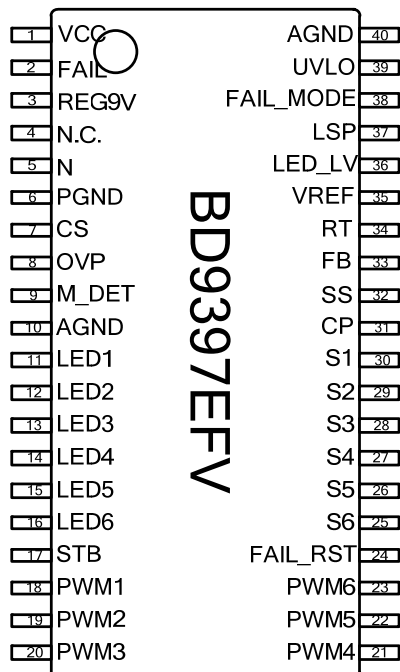 1 VCC AGND 40
2 FAIL UVLO 39
3 REG9V FAIL_MODE 38
4 N.C. LSP 37
5 N LED_LV 36
6 PGND VREF 35
7 CS RT 34
8 OVP FB 33
9 M_DET SS 32
10 AGND CP 31
11 LED1 S1 30
12 LED2 S2 29
13 LED3 S3 28
14 LED4 S4 27
15 LED5 S5 26
16 LED6 S6 25
17 STB FAIL_RST 24
18 PWM1 PWM6 23
19 PWM2 PWM5 22
20 PWM3 PWM4 21
BD9397EFV